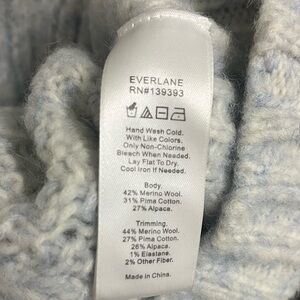 EVERLANE
RN#139393
Hand Wash Cold.
With Like Colors.
Only Non-Chlorine
Bleach When Needed.
Lay Flat To Dry.
Cool Iron If Needed.
Body.
42% Merino Wool.
31% Pima Cotton.
27% Alpaca.
Trimming.
44% Merino Wool.
27% Pima Cotton.
26% Alpaca.
1% Elastane.
2% Other Fiber.
Made in China.